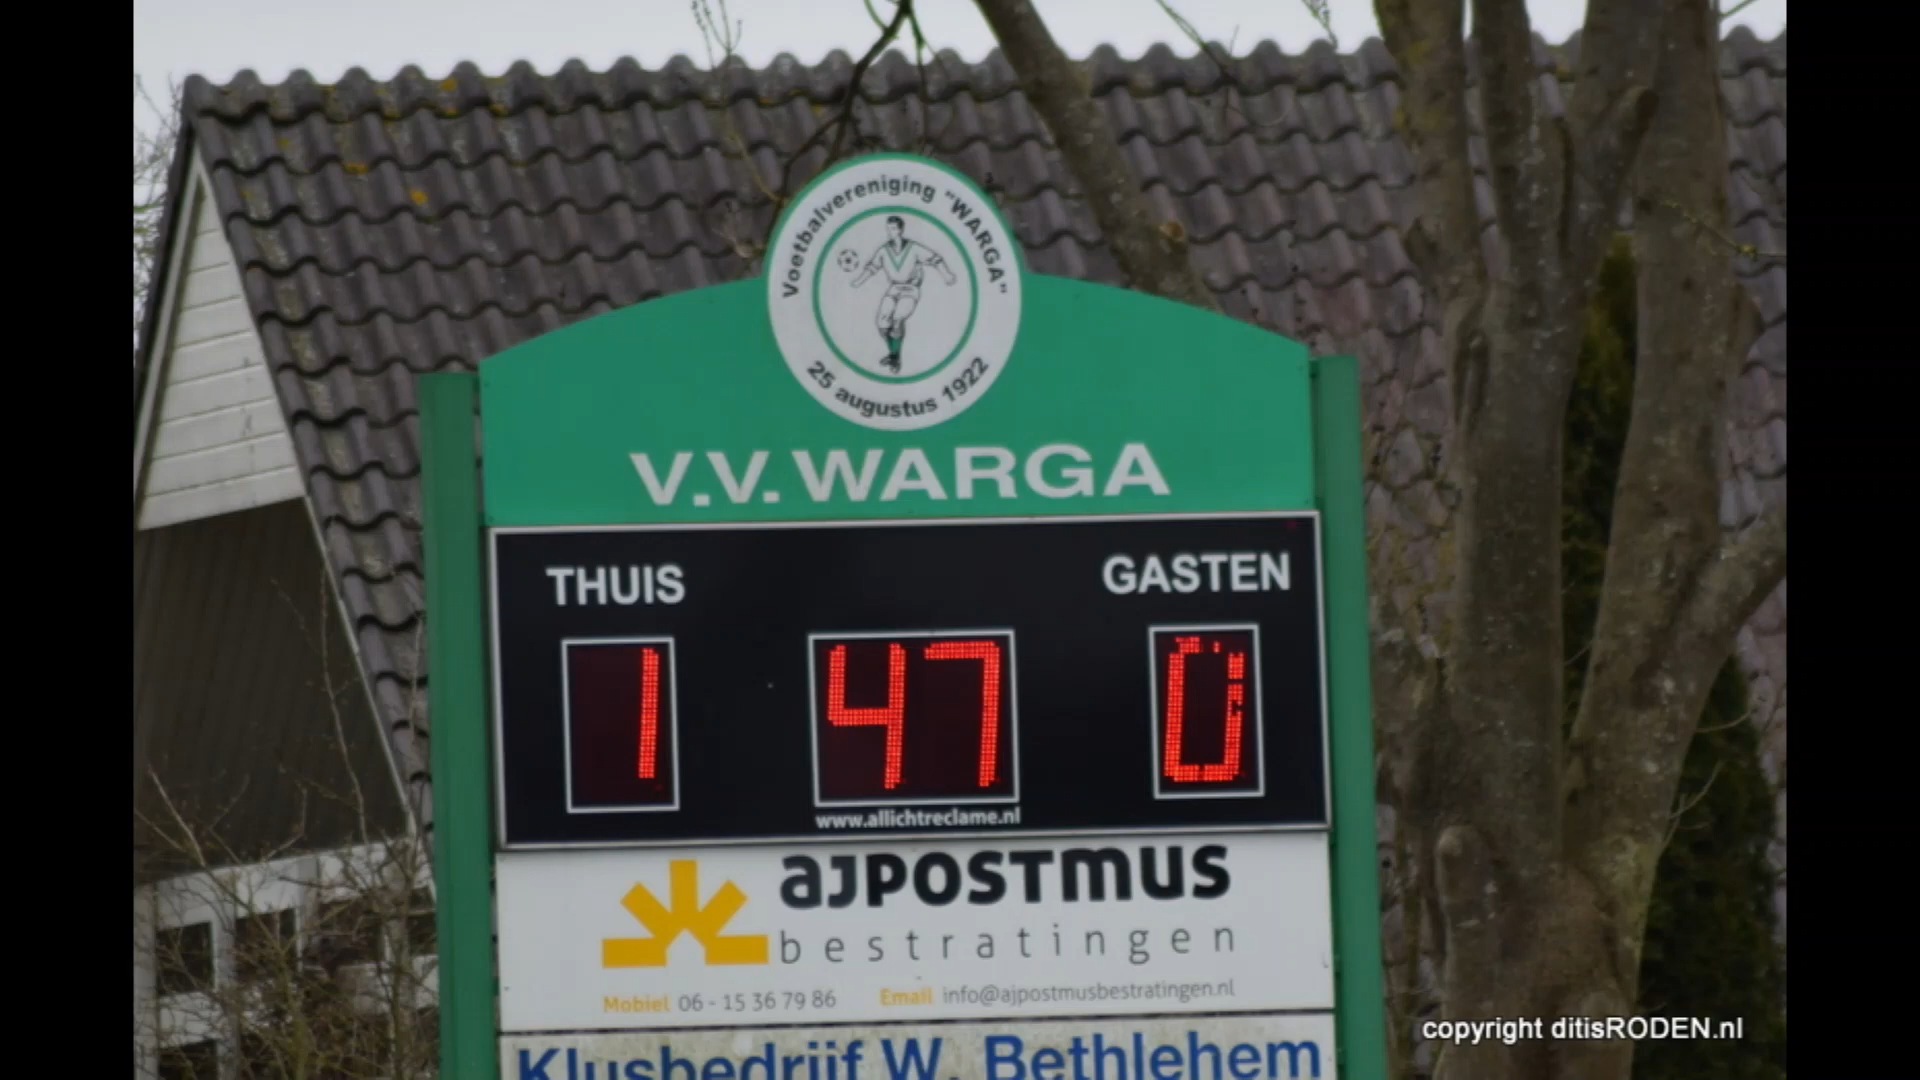 Voetbalvereniging "WARGA"
25 augustus 1922
V.V. WARGA
THUIS GASTEN
1 47 0
www.allichtreclame.nl
ajpostmus
bestratingen
Mobiel 06 - 15 36 79 86 Email info@ajpostmusbestratingen.nl
Klusbedrijf W. Bethlehem
copyright ditisRODEN.nl